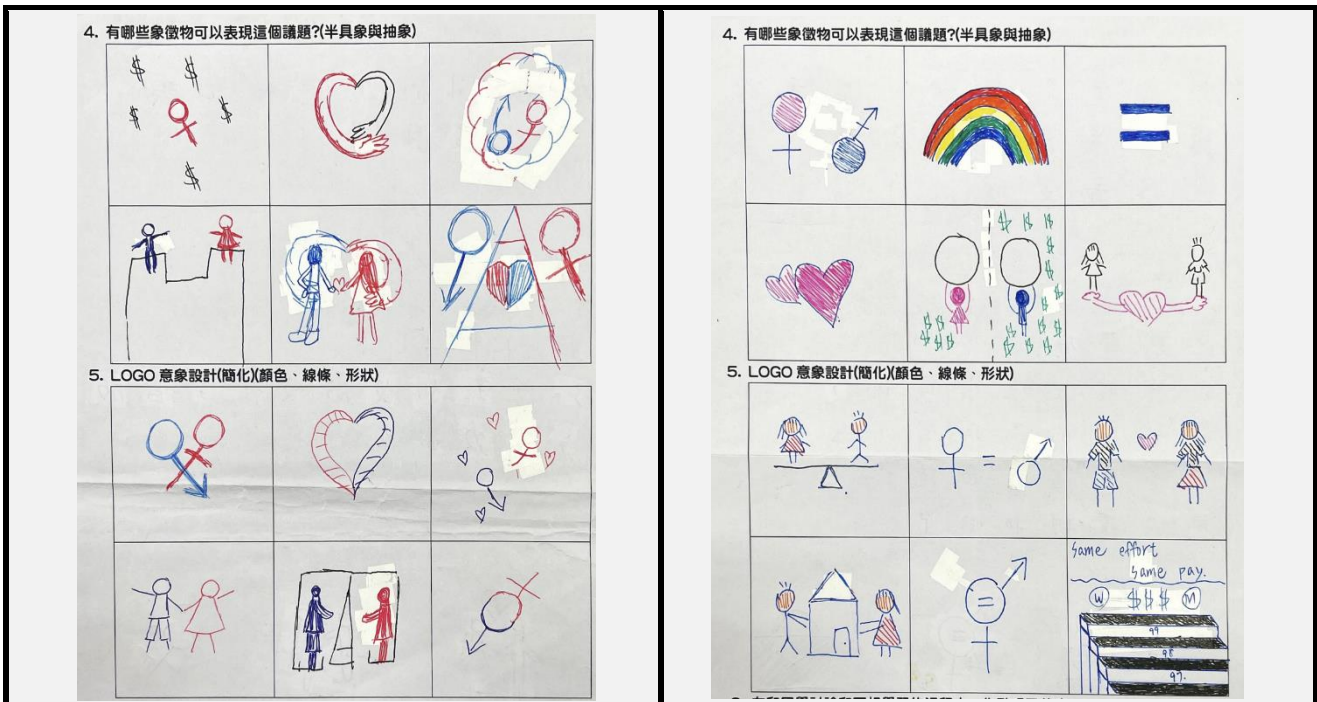 4. 有哪些象徵物可以表現這個議題?(半具象與抽象)
$ $
$ $
$
5. LOGO 意象設計(簡化)(顏色、線條、形狀)
4. 有哪些象徵物可以表現這個議題?(半具象與抽象)
=
5. LOGO 意象設計(簡化)(顏色、線條、形狀)
=
=
Same effort
Same pay.
W $$$ M
99
98
97.